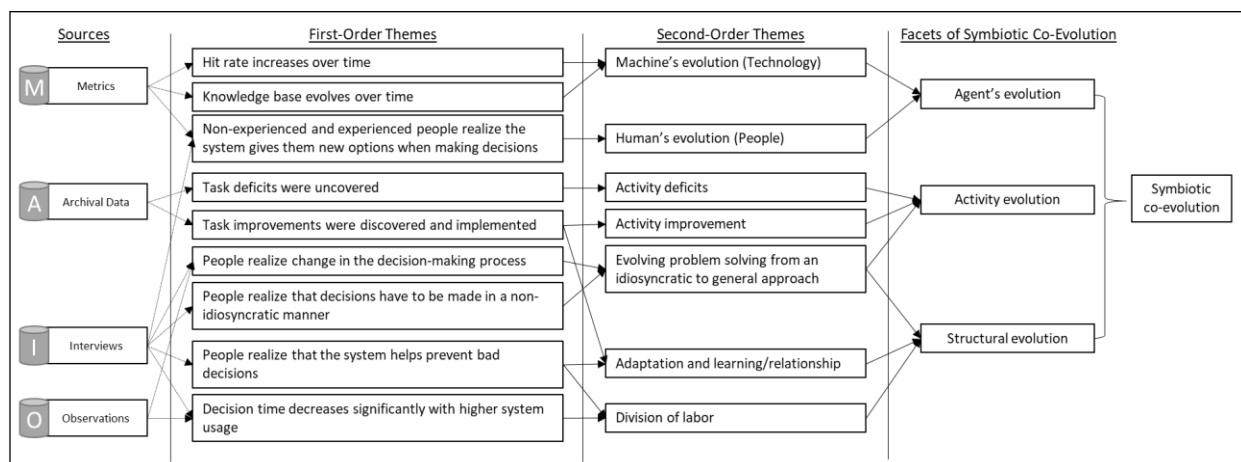 Sources
First-Order Themes
Second-Order Themes
Facets of Symbiotic Co-Evolution
M
Metrics
A
Archival Data
I
Interviews
O
Observations
Hit rate increases over time
Knowledge base evolves over time
Non-experienced and experienced people realize the
system gives them new options when making decisions
Task deficits were uncovered
Task improvements were discovered and implemented
People realize change in the decision-making process
People realize that decisions have to be made in a non-
idiosyncratic manner
People realize that the system helps prevent bad
decisions
Decision time decreases significantly with higher system
usage
Machine's evolution (Technology)
Human's evolution (People)
Activity deficits
Activity improvement
Evolving problem solving from an
idiosyncratic to general approach
Adaptation and learning/relationship
Division of labor
Agent's evolution
Activity evolution
Structural evolution
Symbiotic
co-evolution